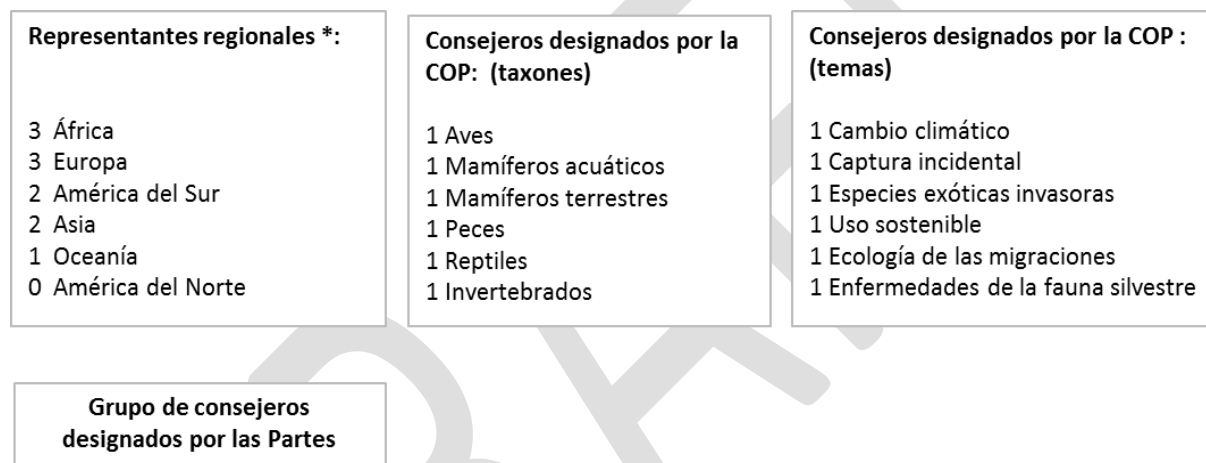 Representantes regionales *:
3 África
3 Europa
2 América del Sur
2 Asia
1 Oceanía
0 América del Norte
Consejeros designados por la
COP: (taxones)
1 Aves
1 Mamíferos acuáticos
1 Mamíferos terrestres
1 Peces
1 Reptiles
1 Invertebrados
Consejeros designados por la COP :
(temas)
1 Cambio climático
1 Captura incidental
1 Especies exóticas invasoras
1 Uso sostenible
1 Ecología de las migraciones
1 Enfermedades de la fauna silvestre
Grupo de consejeros
designados por las Partes